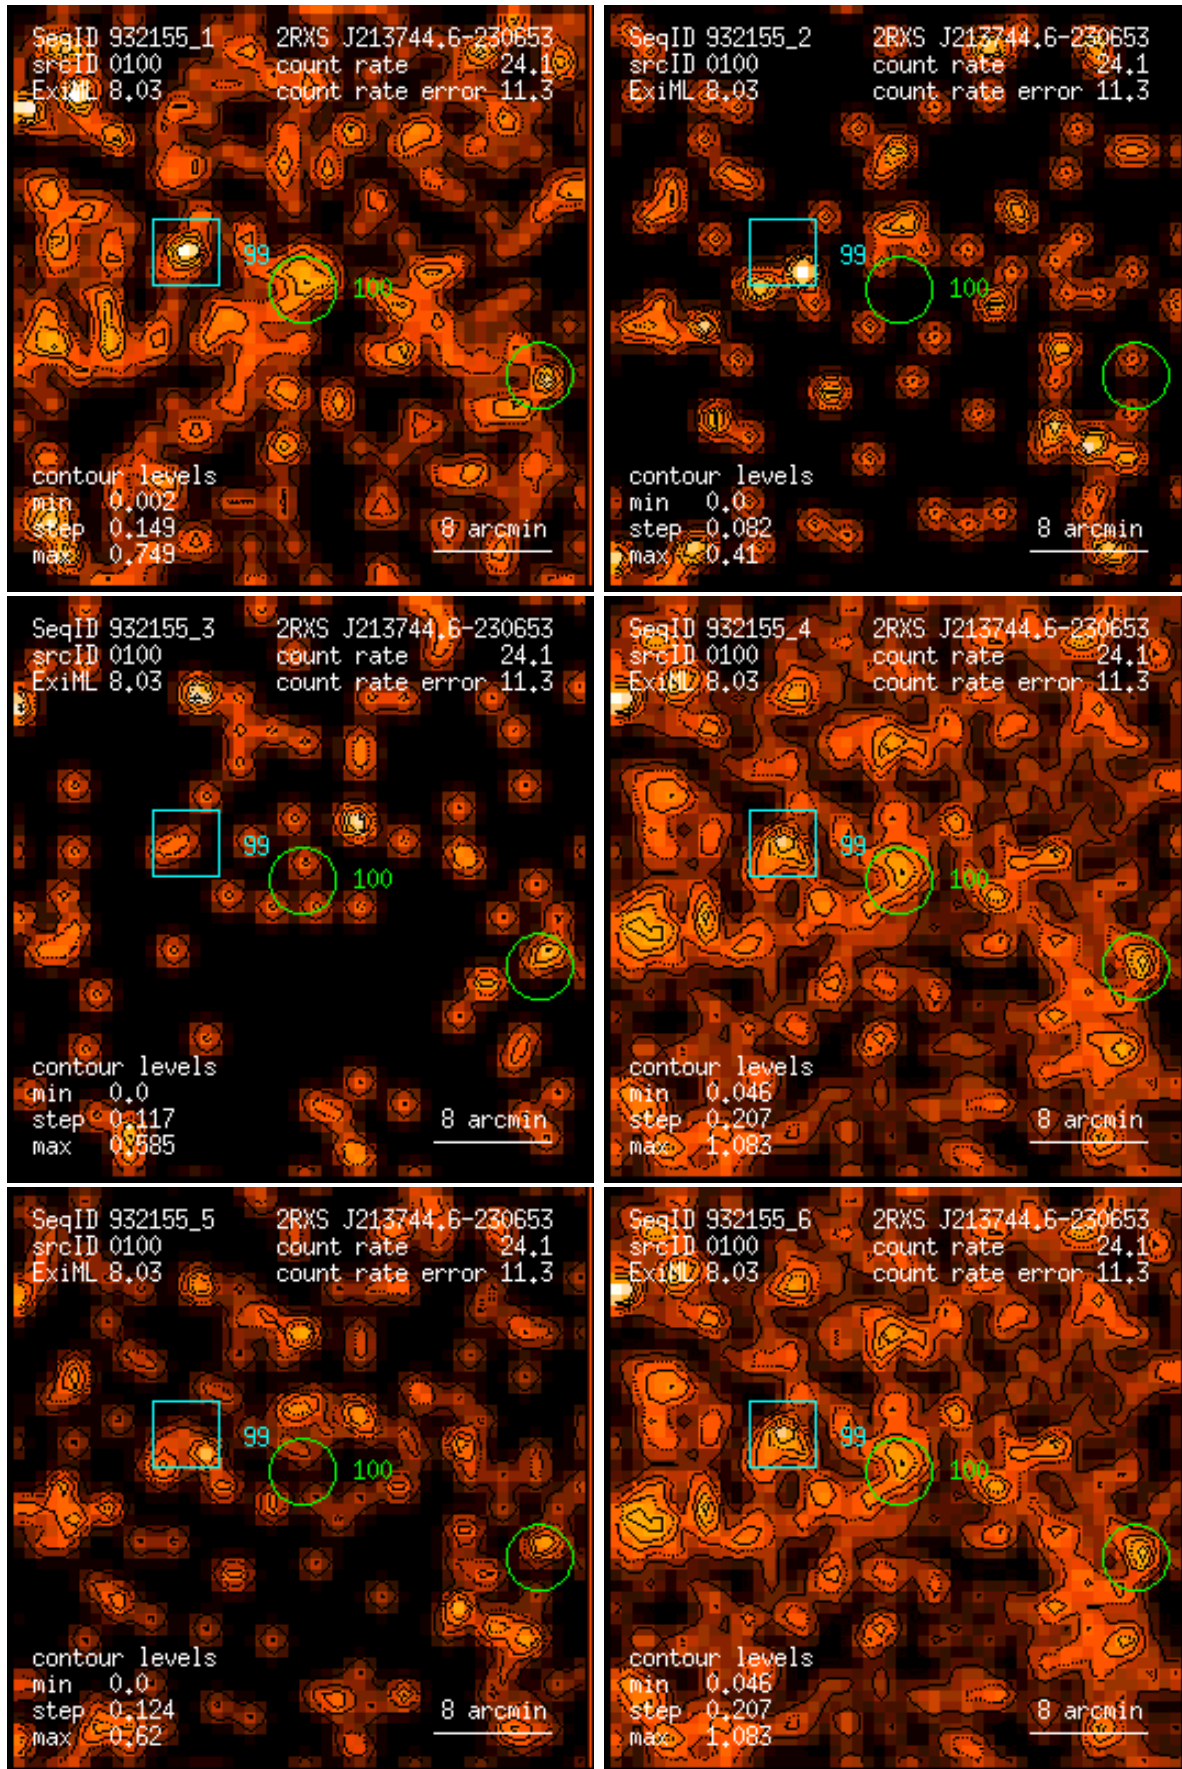 SeqID 932155_1 2RXS J213744.6-230653
srcID 0100 count rate 24.1
ExiML 8.03 count rate error 11.3
99
100
contour levels
min 0.002
step 0.149 8 arcmin
max 0.749
SeqID 932155_2 2RXS J213744.6-230653
srcID 0100 count rate 24.1
ExiML 8.03 count rate error 11.3
99
100
contour levels
min 0.0
step 0.082 8 arcmin
max 0.41
SeqID 932155_3 2RXS J213744.6-230653
srcID 0100 count rate 24.1
ExiML 8.03 count rate error 11.3
99
100
contour levels
min 0.0
step 0.117 8 arcmin
max 0.585
SeqID 932155_4 2RXS J213744.6-230653
srcID 0100 count rate 24.1
ExiML 8.03 count rate error 11.3
99
100
contour levels
min 0.046
step 0.207 8 arcmin
max 1.083
SeqID 932155_5 2RXS J213744.6-230653
srcID 0100 count rate 24.1
ExiML 8.03 count rate error 11.3
99
100
contour levels
min 0.0
step 0.124 8 arcmin
max 0.62
SeqID 932155_6 2RXS J213744.6-230653
srcID 0100 count rate 24.1
ExiML 8.03 count rate error 11.3
99
100
contour levels
min 0.046
step 0.207 8 arcmin
max 1.083